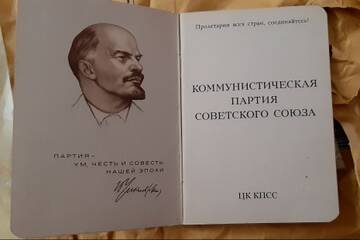 ПАРТИЯ –
УМ, ЧЕСТЬ И СОВЕСТЬ
НАШЕЙ ЭПОХИ
Пролетарии всех стран, соединяйтесь!
КОММУНИСТИЧЕСКАЯ
ПАРТИЯ
СОВЕТСКОГО СОЮЗА
ЦК КПСС